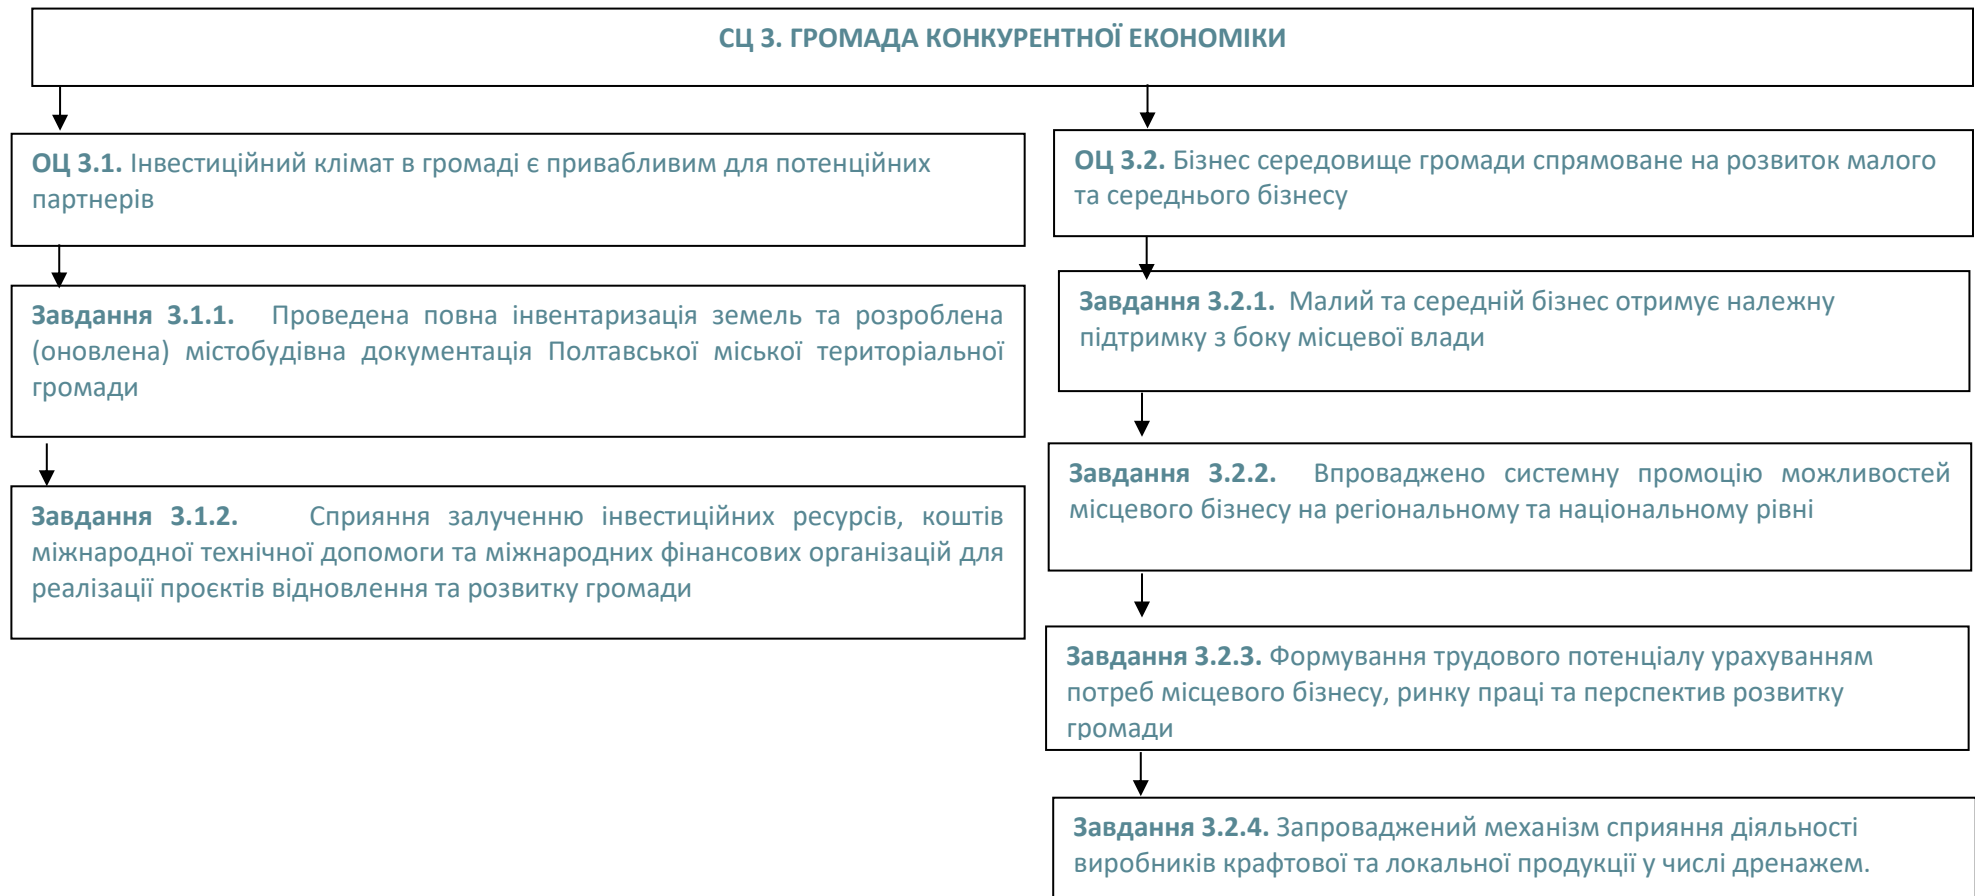 СЦ 3. ГРОМАДА КОНКУРЕНТНОЇ ЕКОНОМІКИ
ОЦ 3.1. Інвестиційний клімат в громаді є привабливим для потенційних
партнерів
Завдання 3.1.1. Проведена повна інвентаризація земель та розроблена
(оновлена) містобудівна документація Полтавської міської територіальної
громади
Завдання 3.1.2. Сприяння залученню інвестиційних ресурсів, коштів
міжнародної технічної допомоги та міжнародних фінансових організацій для
реалізації проєктів відновлення та розвитку громади
ОЦ 3.2. Бізнес середовище громади спрямоване на розвиток малого
та середнього бізнесу
Завдання 3.2.1. Малий та середній бізнес отримує належну
підтримку з боку місцевої влади
Завдання 3.2.2. Впроваджено системну промоцію можливостей
місцевого бізнесу на регіональному та національному рівні
Завдання 3.2.3. Формування трудового потенціалу урахуванням
потреб місцевого бізнесу, ринку праці та перспектив розвитку
громади
Завдання 3.2.4. Запроваджений механізм сприяння діяльності
виробників крафтової та локальної продукції у числі дренажем.